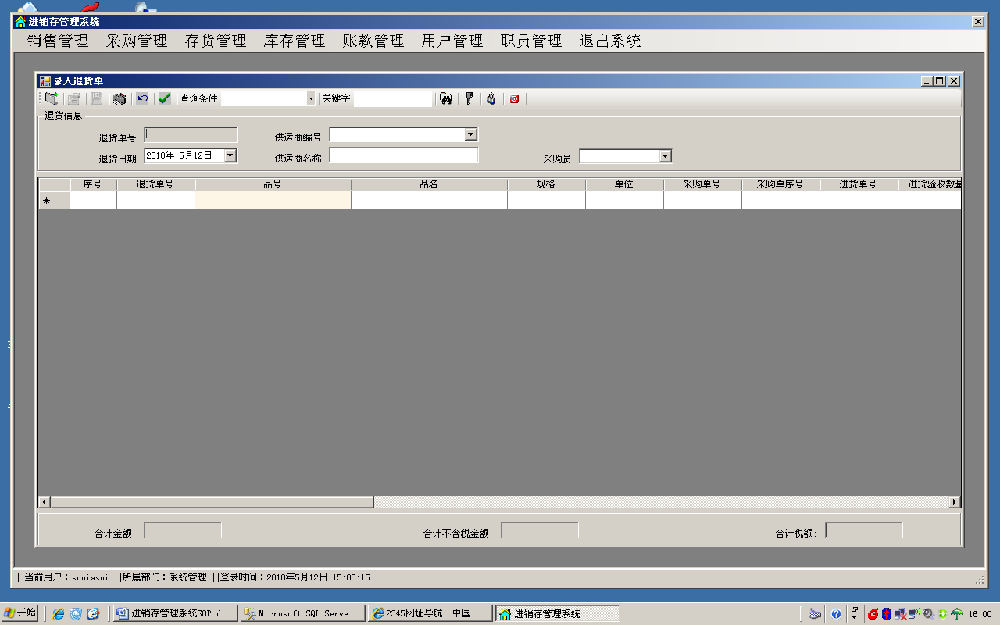 进销存管理系统
销售管理 采购管理 存货管理 库存管理 账款管理 用户管理 职员管理 退出系统
录入退货单
查询条件 关键字
退货信息
退货单号 供运商编号
退货日期 2010年 5月12日 供运商名称 采购员
序号 退货单号 品号 品名 规格 单位 采购单号 采购单序号 进货单号 进货验收数量
合计金额: 合计不含税金额: 合计税额:
||当前用户：soniasui ||所属部门：系统管理 ||登录时间：2010年5月12日 15:03:15
开始 进销存管理系统SOP.d... Microsoft SQL Serve... 2345网址导航－中国... 进销存管理系统 16:00